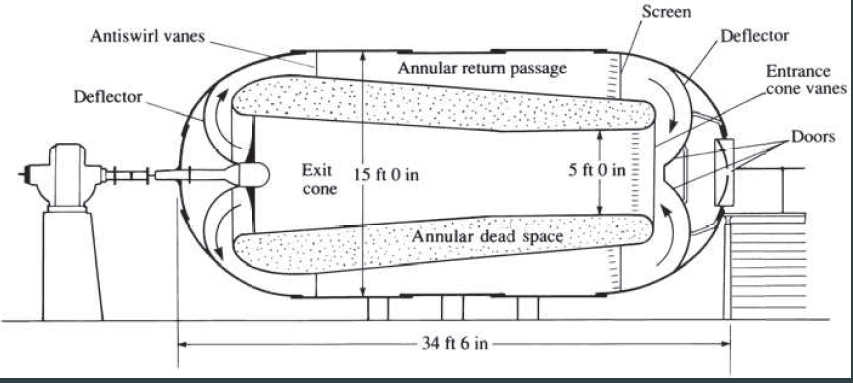 Screen
Antiswirl vanes
Deflector
Annular return passage
Entrance
cone vanes
Deflector
Doors
Exit
cone
15 ft 0 in
5 ft 0 in
Annular dead space
34 ft 6 in